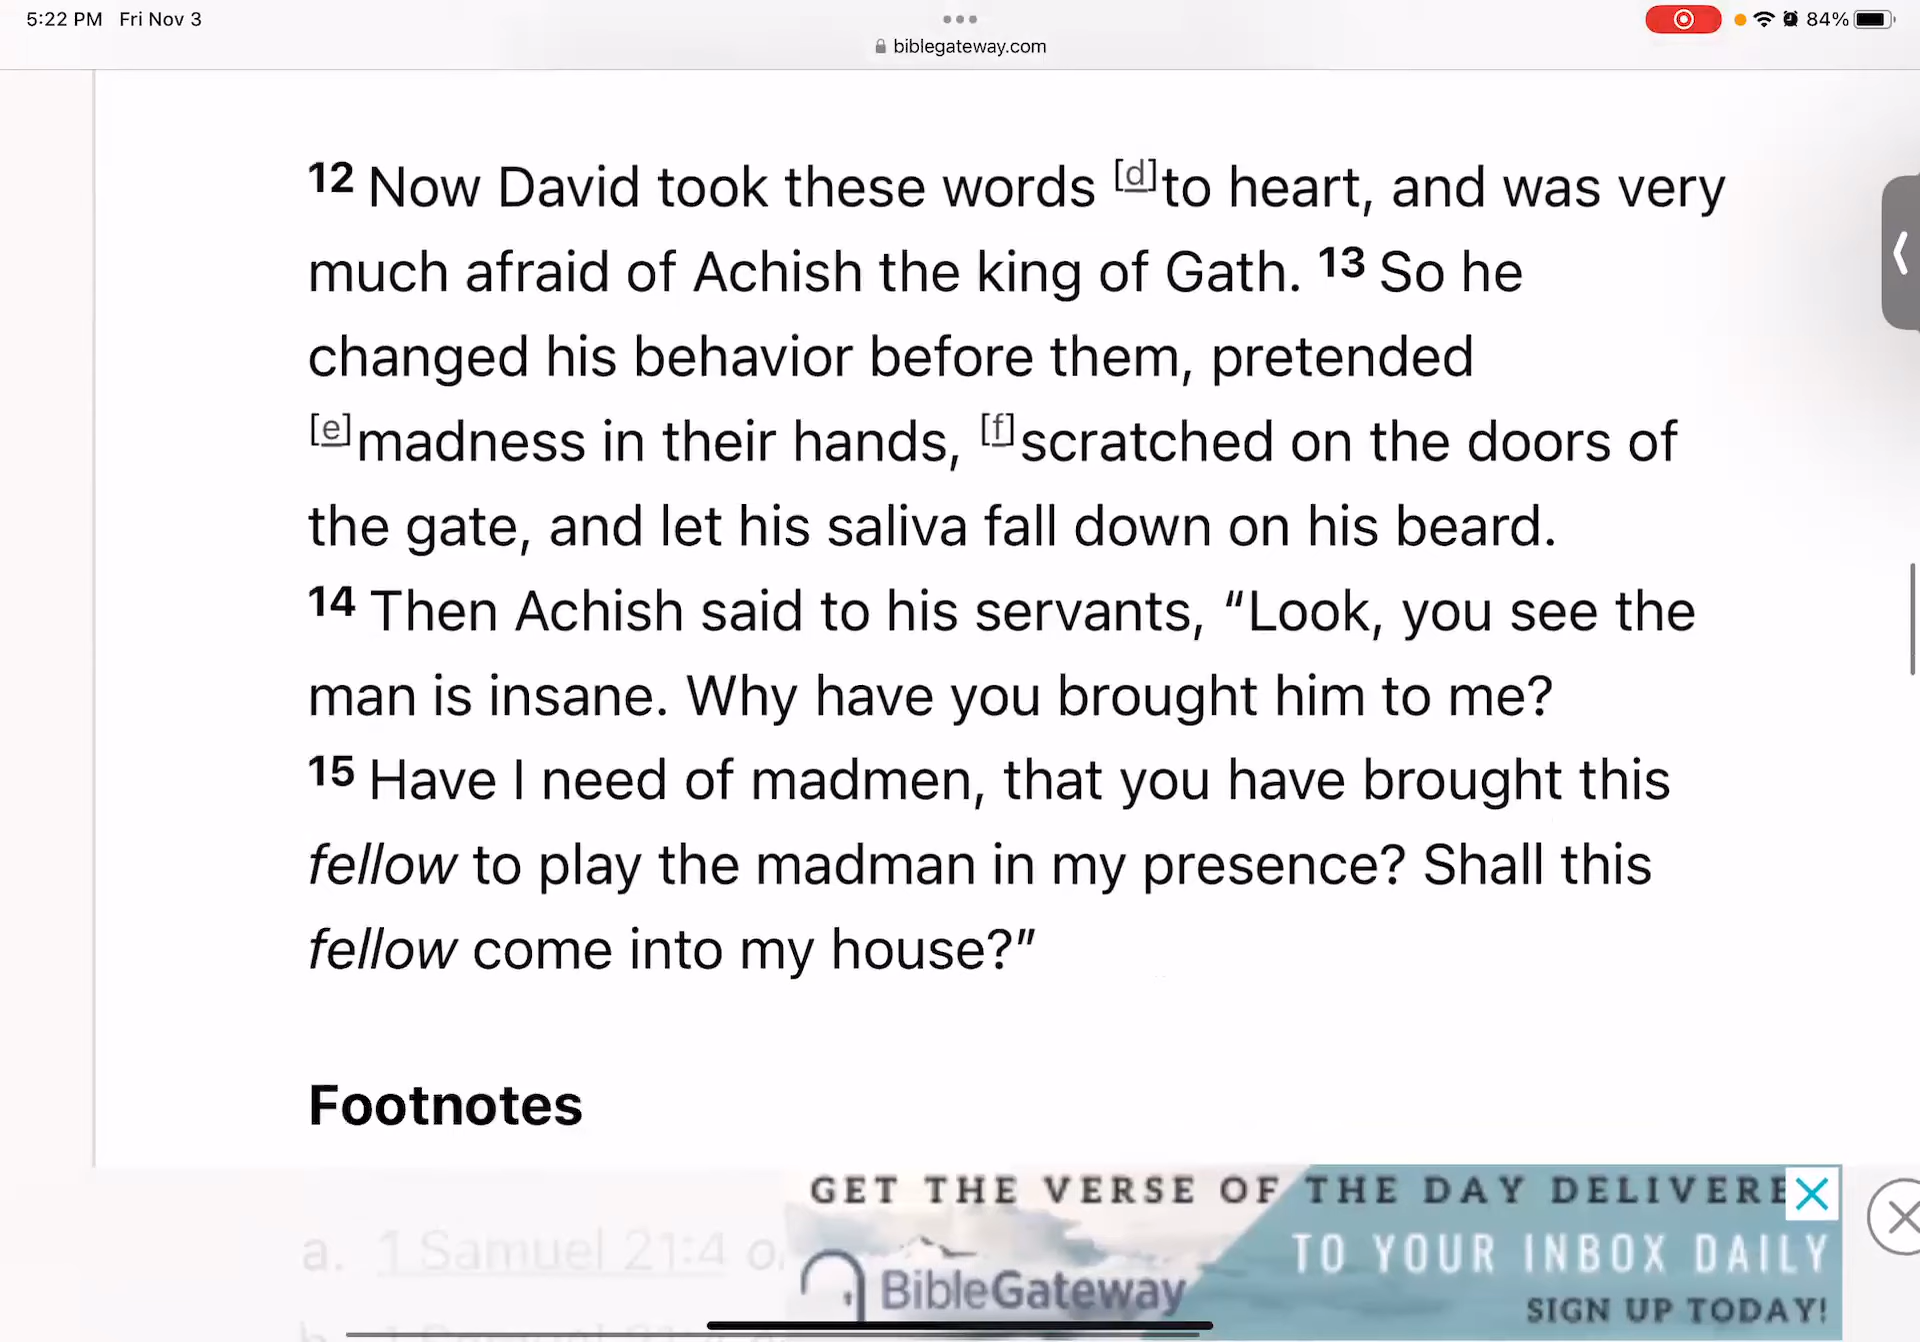 5:22 PM Fri Nov 3
84%
biblegateway.com
12 Now David took these words [d]to heart, and was very
much afraid of Achish the king of Gath. 13 So he
changed his behavior before them, pretended
[e]madness in their hands, [f]scratched on the doors of
the gate, and let his saliva fall down on his beard.
14 Then Achish said to his servants, “Look, you see the
man is insane. Why have you brought him to me?
15 Have I need of madmen, that you have brought this
fellow to play the madman in my presence? Shall this
fellow come into my house?”
Footnotes
a. 1 Samuel 21:4 o
GET THE VERSE OF THE DAY DELIVERE
TO YOUR INBOX DAILY
BibleGateway
SIGN UP TODAY!